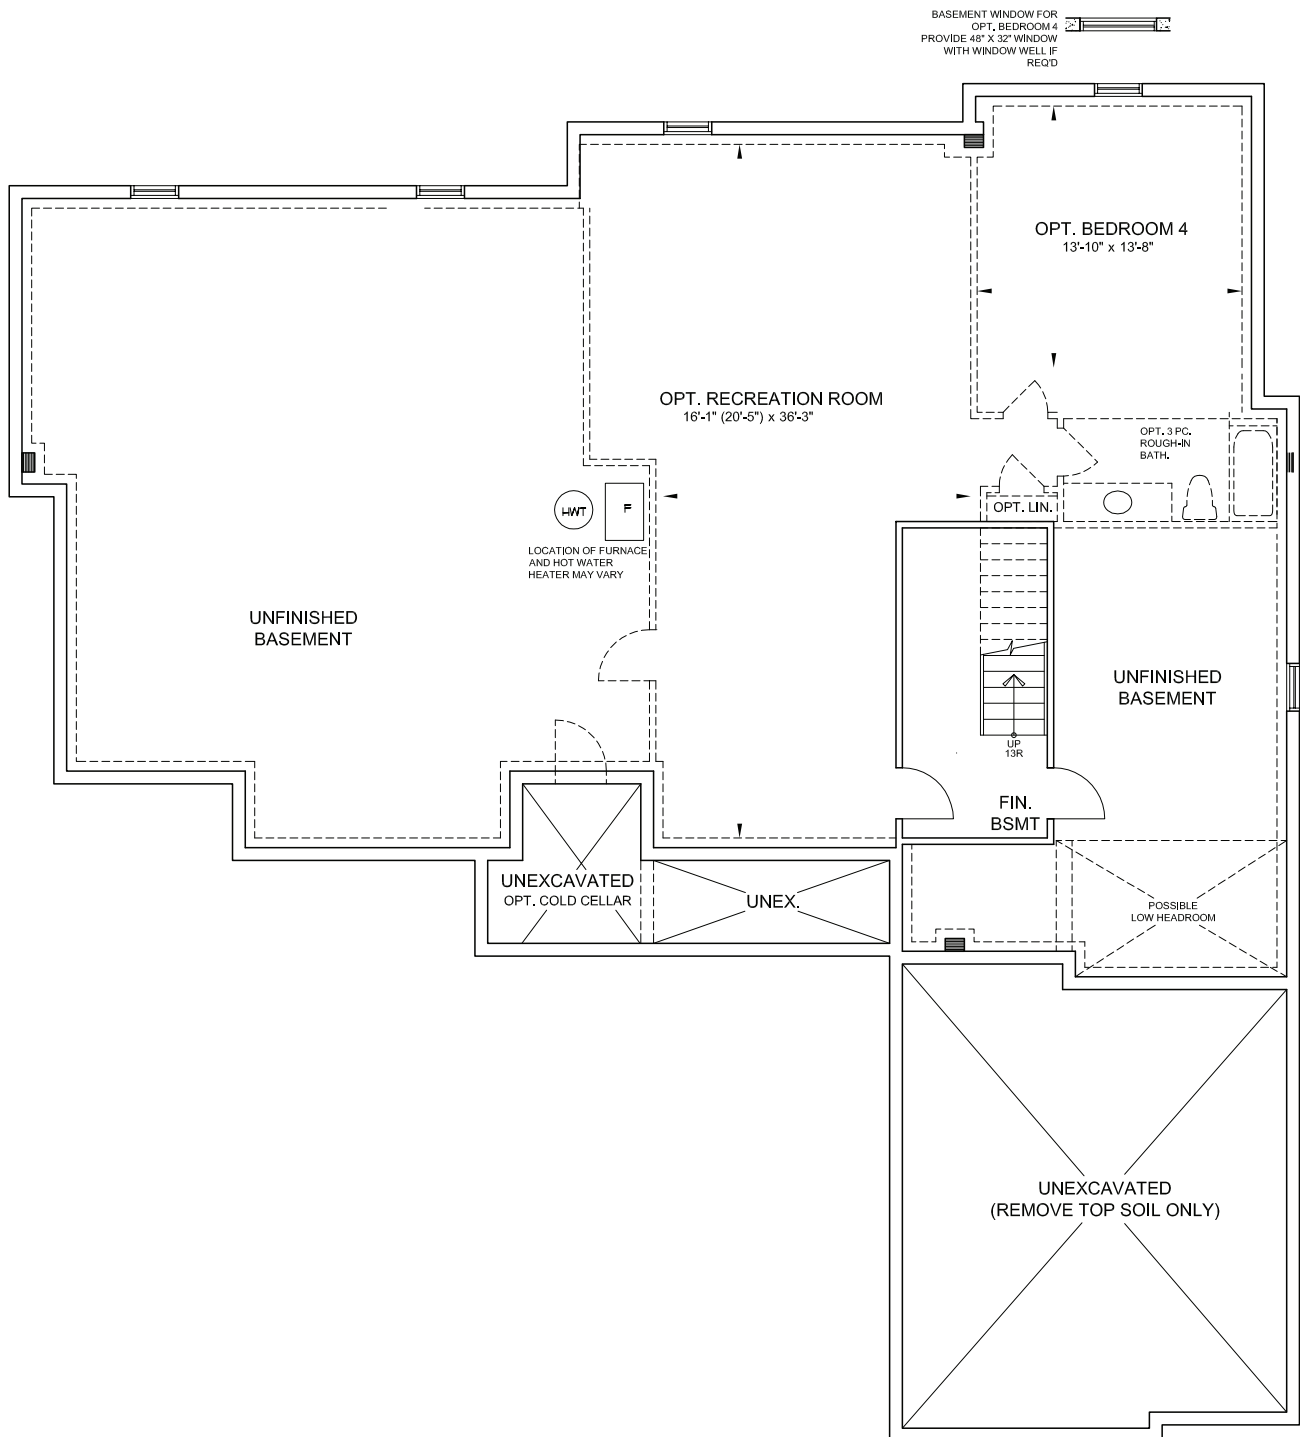 BASEMENT WINDOW FOR
OPT. BEDROOM 4
PROVIDE 48" X 32" WINDOW
WITH WINDOW WELL IF
REQ'D
OPT. BEDROOM 4
13'-10" x 13'-8"
OPT. RECREATION ROOM
16'-1" (20'-5") x 36'-3"
OPT. 3 PC.
ROUGH-IN
BATH.
OPT. LIN.
HWT
F
LOCATION OF FURNACE
AND HOT WATER
HEATER MAY VARY
UNFINISHED
BASEMENT
UNFINISHED
BASEMENT
UP
13R
FIN.
BSMT
UNEXCAVATED
OPT. COLD CELLAR
UNEX.
POSSIBLE
LOW HEADROOM
UNEXCAVATED
(REMOVE TOP SOIL ONLY)